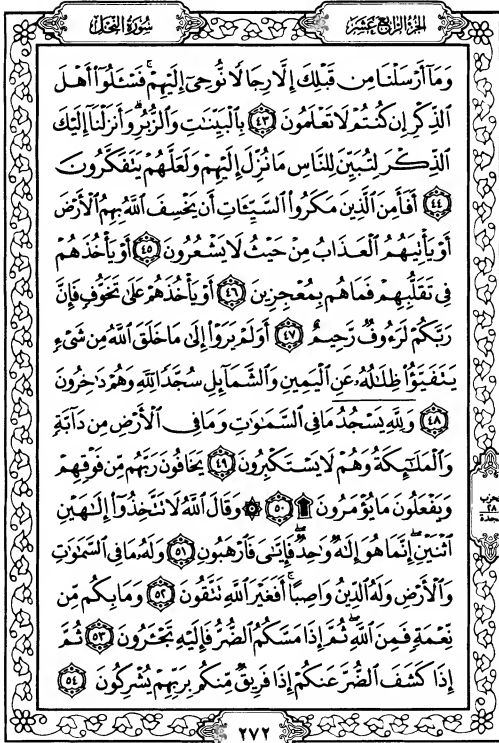 الجزء الرابع عشر
سورة النحل
وَمَآ أَرْسَلْنَا مِن قَبْلِكَ إِلَّا رِجَالًا نُّوحِىٓ إِلَيْهِمْ ۚ فَسْـَٔلُوٓا۟ أَهْلَ
ٱلذِّكْرِ إِن كُنتُمْ لَا تَعْلَمُونَ ﴿٤٣﴾ بِٱلْبَيِّنَـٰتِ وَٱلزُّبُرِ ۗ وَأَنزَلْنَآ إِلَيْكَ
ٱلذِّكْرَ لِتُبَيِّنَ لِلنَّاسِ مَا نُزِّلَ إِلَيْهِمْ وَلَعَلَّهُمْ يَتَفَكَّرُونَ
﴿٤٤﴾ أَفَأَمِنَ ٱلَّذِينَ مَكَرُوا۟ ٱلسَّيِّـَٔاتِ أَن يَخْسِفَ ٱللَّهُ بِهِمُ ٱلْأَرْضَ
أَوْ يَأْتِيَهُمُ ٱلْعَذَابُ مِنْ حَيْثُ لَا يَشْعُرُونَ ﴿٤٥﴾ أَوْ يَأْخُذَهُمْ
فِى تَقَلُّبِهِمْ فَمَا هُم بِمُعْجِزِينَ ﴿٤٦﴾ أَوْ يَأْخُذَهُمْ عَلَىٰ تَخَوُّفٍ فَإِنَّ
رَبَّكُمْ لَرَءُوفٌ رَّحِيمٌ ﴿٤٧﴾ أَوَلَمْ يَرَوْا۟ إِلَىٰ مَا خَلَقَ ٱللَّهُ مِن شَىْءٍ
يَتَفَيَّؤُا۟ ظِلَـٰلُهُۥ عَنِ ٱلْيَمِينِ وَٱلشَّمَآئِلِ سُجَّدًا لِّلَّهِ وَهُمْ دَٰخِرُونَ
﴿٤٨﴾ وَلِلَّهِ يَسْجُدُ مَا فِى ٱلسَّمَـٰوَٰتِ وَمَا فِى ٱلْأَرْضِ مِن دَآبَّةٍ
وَٱلْمَلَـٰٓئِكَةُ وَهُمْ لَا يَسْتَكْبِرُونَ ﴿٤٩﴾ يَخَافُونَ رَبَّهُم مِّن فَوْقِهِمْ
وَيَفْعَلُونَ مَا يُؤْمَرُونَ ۩ ﴿٥٠﴾ ۞ وَقَالَ ٱللَّهُ لَا تَتَّخِذُوٓا۟ إِلَـٰهَيْنِ
ٱثْنَيْنِ ۖ إِنَّمَا هُوَ إِلَـٰهٌ وَٰحِدٌ ۖ فَإِيَّـٰىَ فَٱرْهَبُونِ ﴿٥١﴾ وَلَهُۥ مَا فِى ٱلسَّمَـٰوَٰتِ
وَٱلْأَرْضِ وَلَهُ ٱلدِّينُ وَاصِبًا ۚ أَفَغَيْرَ ٱللَّهِ تَتَّقُونَ ﴿٥٢﴾ وَمَا بِكُم مِّن
نِّعْمَةٍ فَمِنَ ٱللَّهِ ۖ ثُمَّ إِذَا مَسَّكُمُ ٱلضُّرُّ فَإِلَيْهِ تَجْـَٔرُونَ ﴿٥٣﴾ ثُمَّ
إِذَا كَشَفَ ٱلضُّرَّ عَنكُمْ إِذَا فَرِيقٌ مِّنكُم بِرَبِّهِمْ يُشْرِكُونَ ﴿٥٤﴾
حزب
٢٨
سجدة
٢٧٢